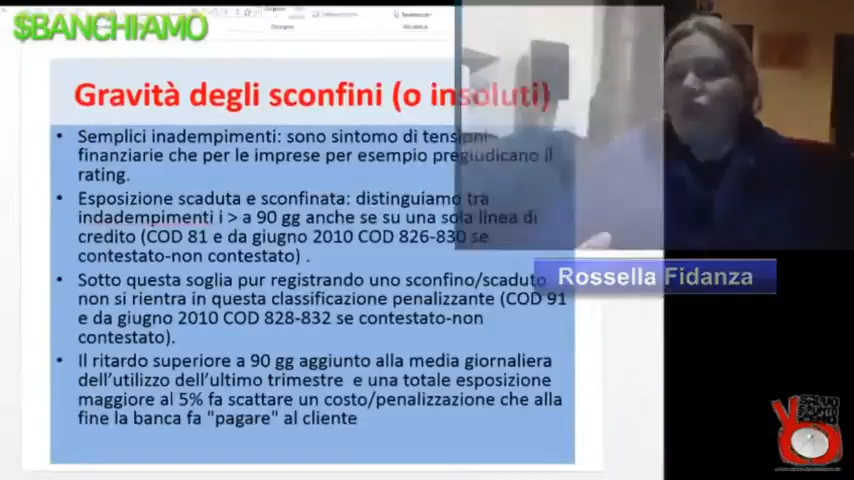 $BANCHIAMO
Gravità degli sconfini (o insoluti)
• Semplici inadempimenti: sono sintomo di tensioni
finanziarie che per le imprese per esempio pregiudicano il
rating.
• Esposizione scaduta e sconfinata: distinguiamo tra
indadempimenti i > a 90 gg anche se su una sola linea di
credito (COD 81 e da giugno 2010 COD 826-830 se
contestato-non contestato) .
• Sotto questa soglia pur registrando uno sconfino/scaduto
non si rientra in questa classificazione penalizzante (COD 91
e da giugno 2010 COD 828-832 se contestato-non
contestato).
• Il ritardo superiore a 90 gg aggiunto alla media giornaliera
dell'utilizzo dell'ultimo trimestre e una totale esposizione
maggiore al 5% fa scattare un costo/penalizzazione che alla
fine la banca fa "pagare" al cliente
Rossella Fidanza